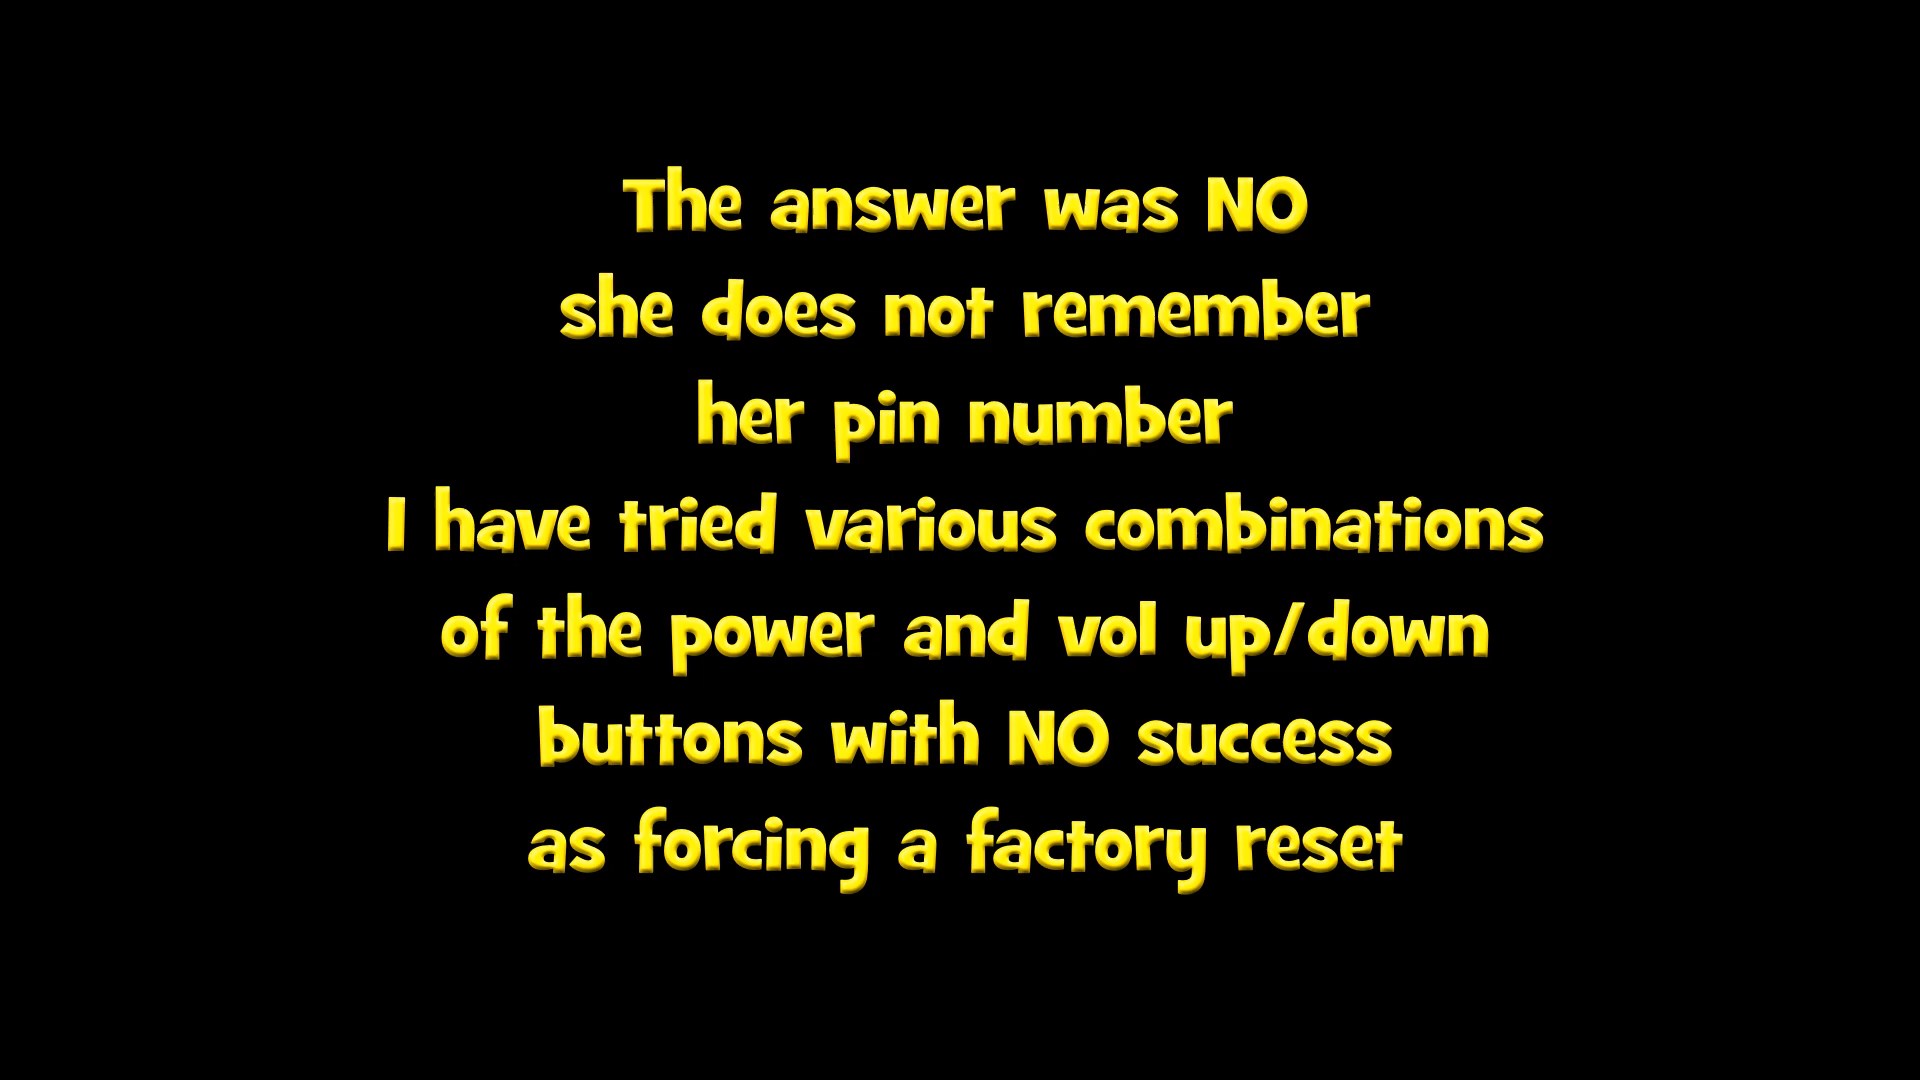 The answer was NO
she does not remember
her pin number
I have tried various combinations
of the power and vol up/down
buttons with NO success
as forcing a factory reset